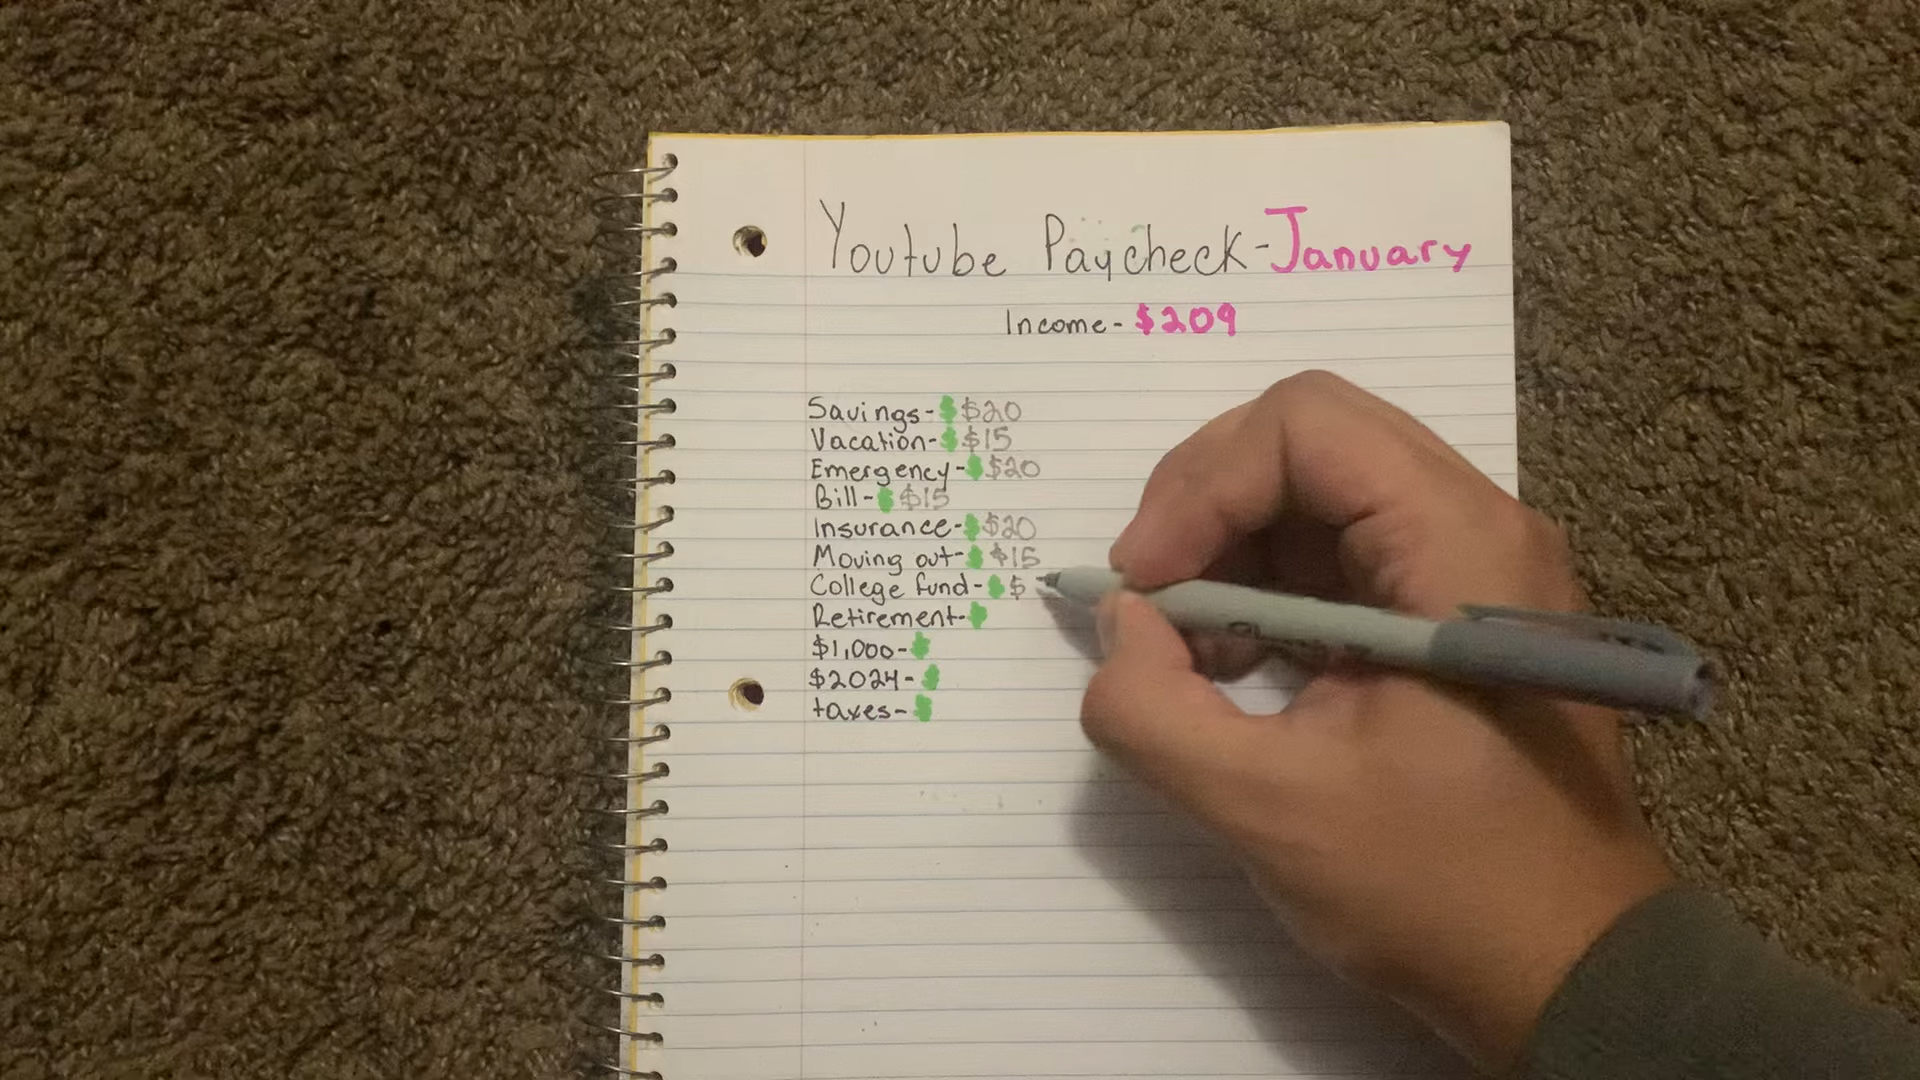 Youtube Paycheck-January
Income-$209
Savings-$ $20
Vacation-$ $15
Emergency-$ $20
Bill-$ $15
Insurance-$ $20
Moving out-$ $15
College fund-$ $
Retirement-$
$1,000-$
$2024-$
taxes-$